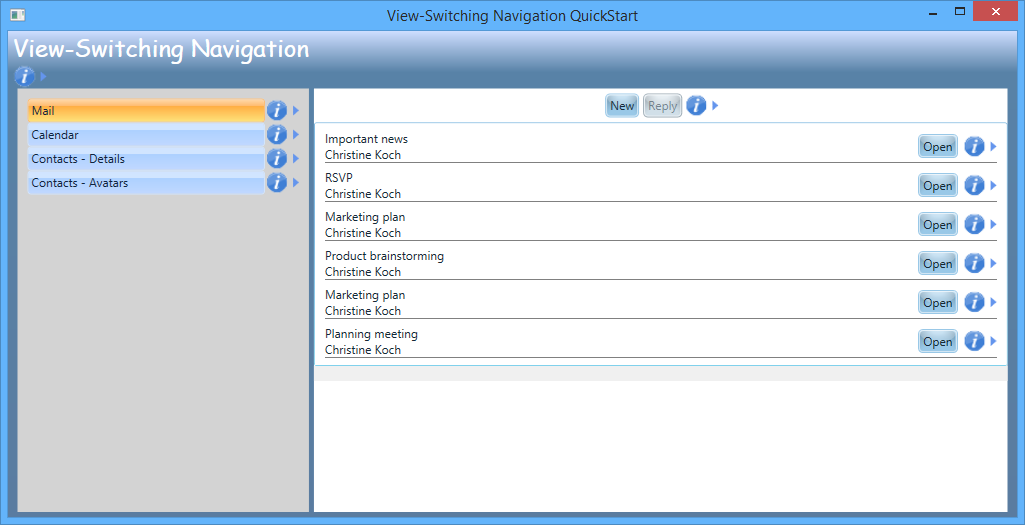 View-Switching Navigation QuickStart
View-Switching Navigation
Mail
Calendar
Contacts - Details
Contacts - Avatars
New Reply
Important news
Christine Koch
Open
RSVP
Christine Koch
Open
Marketing plan
Christine Koch
Open
Product brainstorming
Christine Koch
Open
Marketing plan
Christine Koch
Open
Planning meeting
Christine Koch
Open